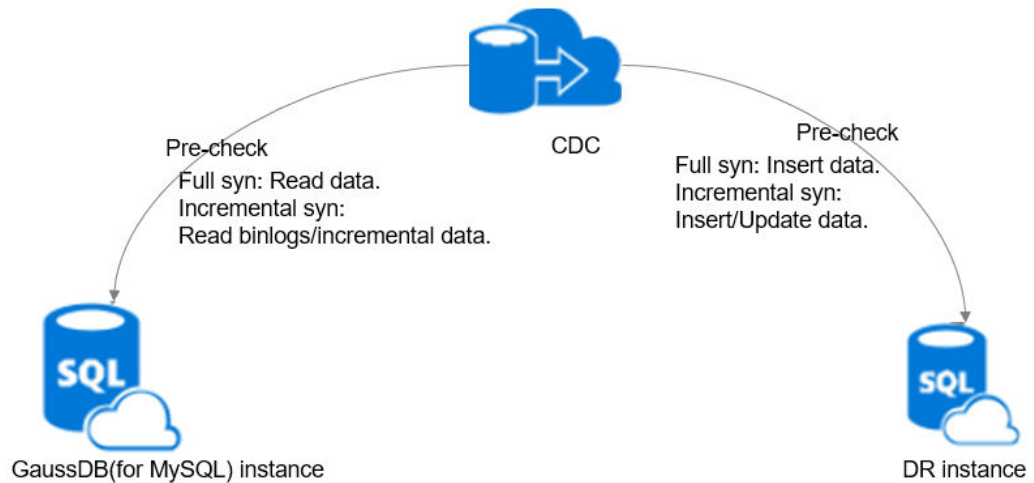 CDC
Pre-check
Full syn: Read data.
Incremental syn:
Read binlogs/incremental data.
Pre-check
Full syn: Insert data.
Incremental syn:
Insert/Update data.
SQL
GaussDB(for MySQL) instance
SQL
DR instance